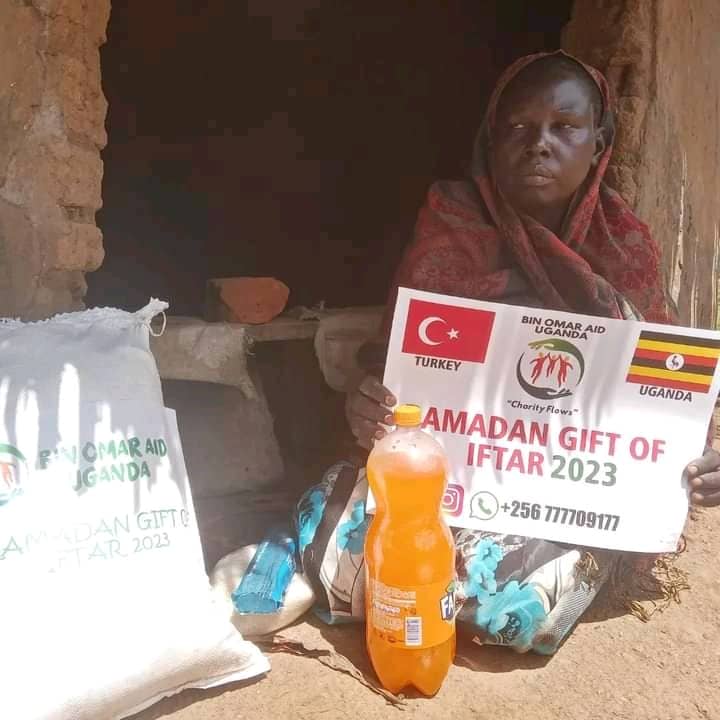 BIN OMAR AID
UGANDA
TURKEY
UGANDA
"Charity Flows"
AMADAN GIFT OF
IFTAR 2023
+256 777709177
BIN OMAR AID
UGANDA
AMADAN GIFT OF
IFTAR 2023
FA